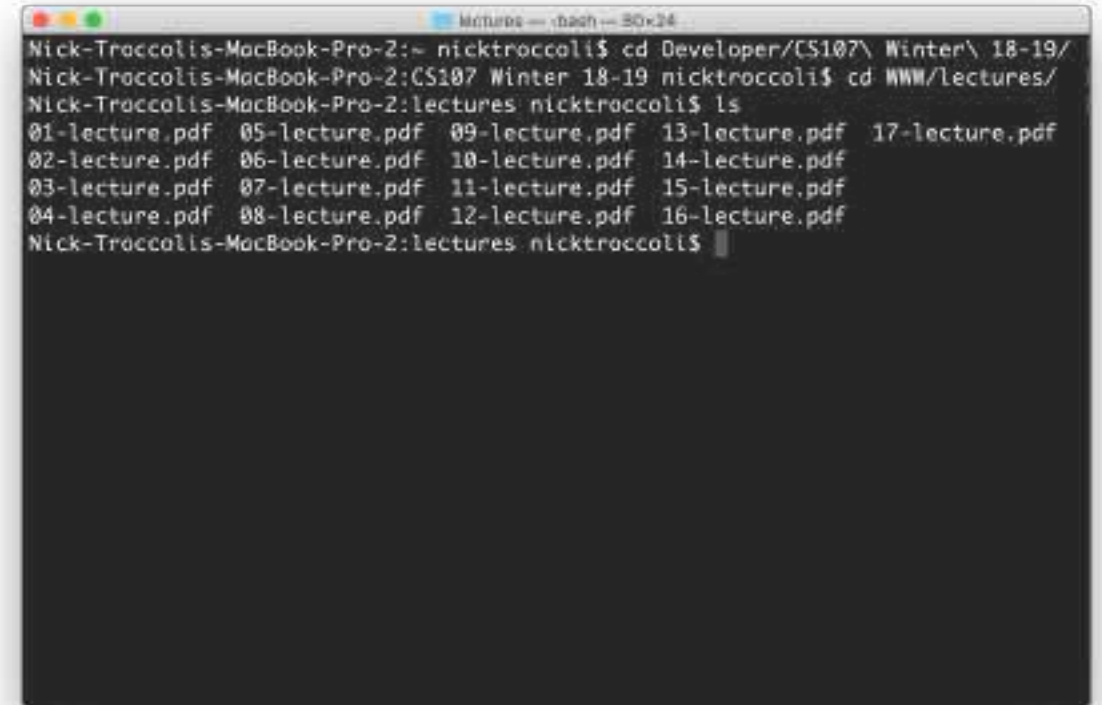 lectures — -bash — 80×24
Nick-Troccolis-MacBook-Pro-2:~ nicktroccoli$ cd Developer/CS107\ Winter\ 18-19/
Nick-Troccolis-MacBook-Pro-2:CS107 Winter 18-19 nicktroccoli$ cd WWW/lectures/
Nick-Troccolis-MacBook-Pro-2:lectures nicktroccoli$ ls
01-lecture.pdf 05-lecture.pdf 09-lecture.pdf 13-lecture.pdf 17-lecture.pdf
02-lecture.pdf 06-lecture.pdf 10-lecture.pdf 14-lecture.pdf
03-lecture.pdf 07-lecture.pdf 11-lecture.pdf 15-lecture.pdf
04-lecture.pdf 08-lecture.pdf 12-lecture.pdf 16-lecture.pdf
Nick-Troccolis-MacBook-Pro-2:lectures nicktroccoli$